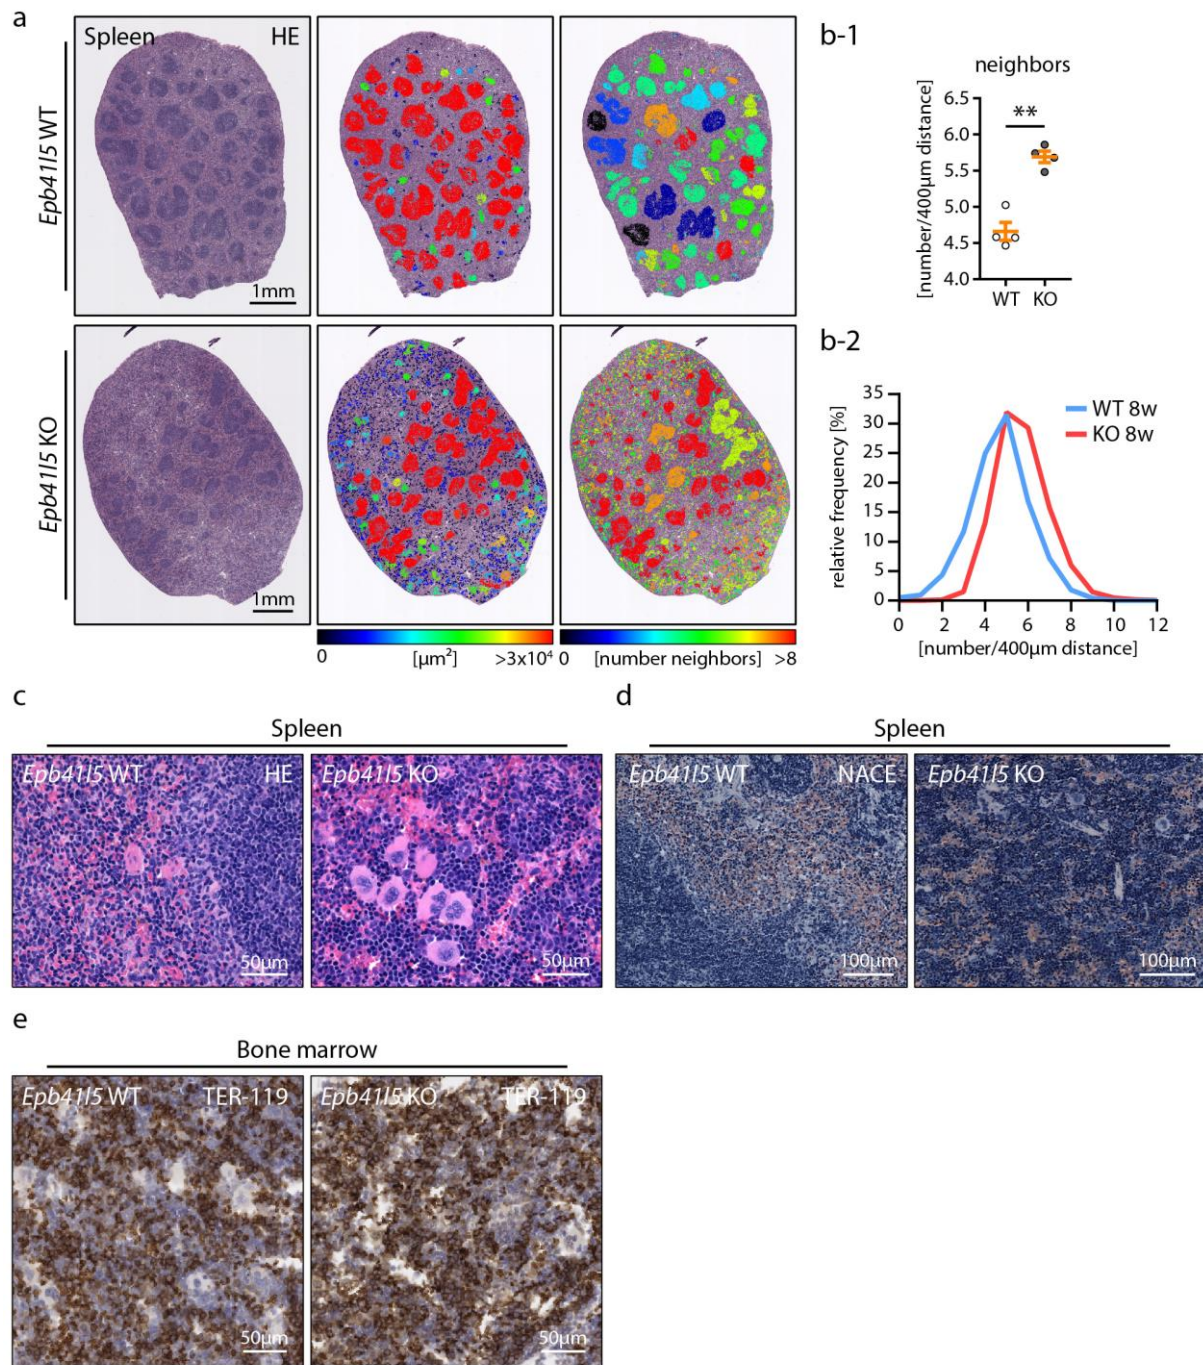 a
Spleen HE
Epb41l5 WT
1mm
Epb41l5 KO
1mm
0 [µm²] >3x10⁴
0 [number neighbors] >8
b-1
neighbors
[number/400µm distance]
6.5
6.0
5.5
5.0
4.5
4.0
**
WT KO
b-2
relative frequency [%]
35
30
25
20
15
10
5
0
WT 8w
KO 8w
0 2 4 6 8 10 12
[number/400µm distance]
c
Spleen
Epb41l5 WT HE
50µm
Epb41l5 KO
50µm
d
Spleen
Epb41l5 WT NACE
100µm
Epb41l5 KO
100µm
e
Bone marrow
Epb41l5 WT TER-119
50µm
Epb41l5 KO TER-119
50µm